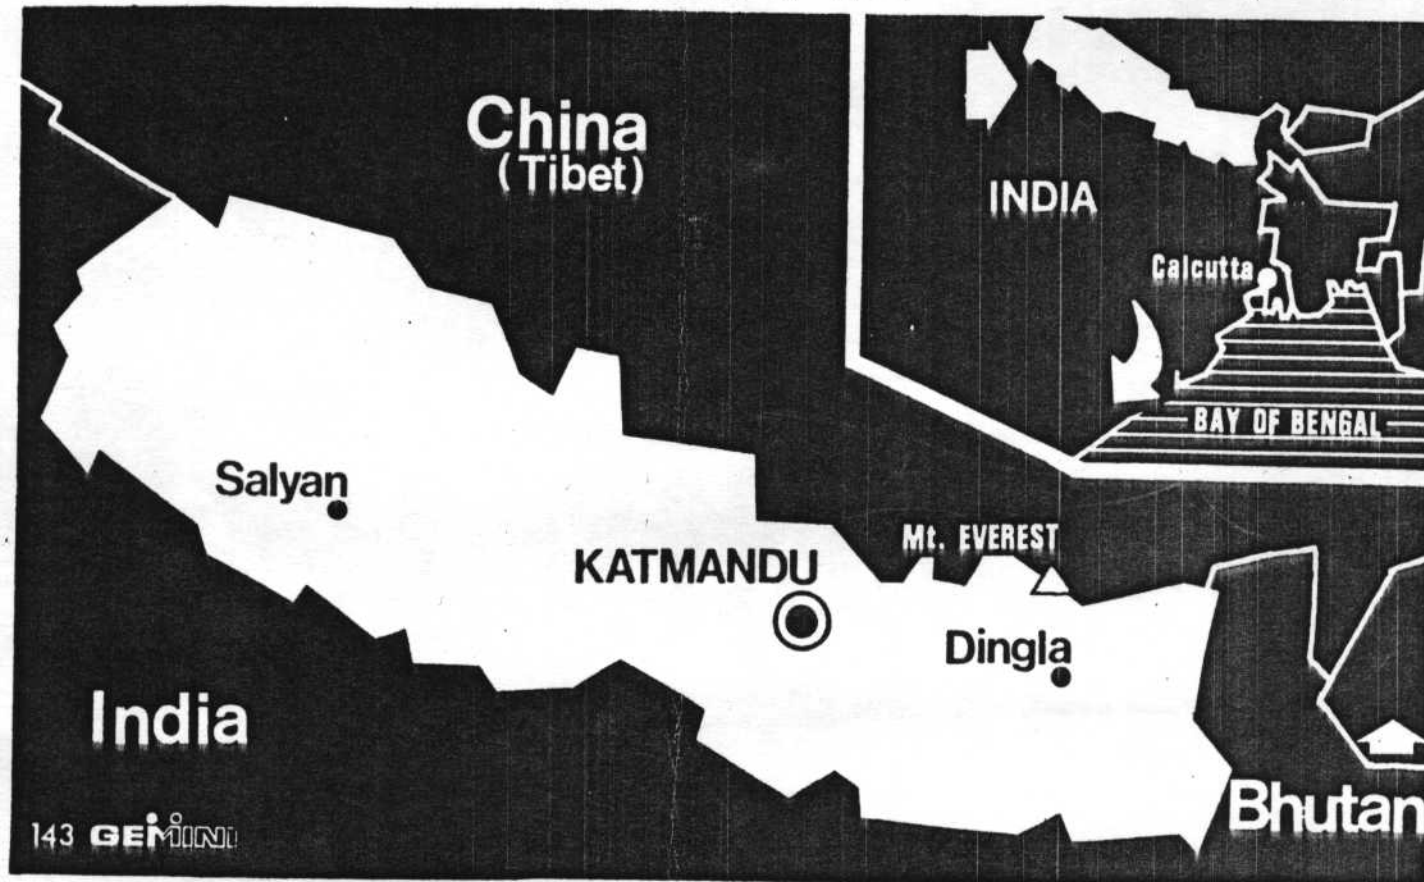 China
(Tibet)
INDIA
Calcutta
BAY OF BENGAL
Salyan
Mt. EVEREST
KATMANDU
Dingla
India
Bhutan
143 GEMINI